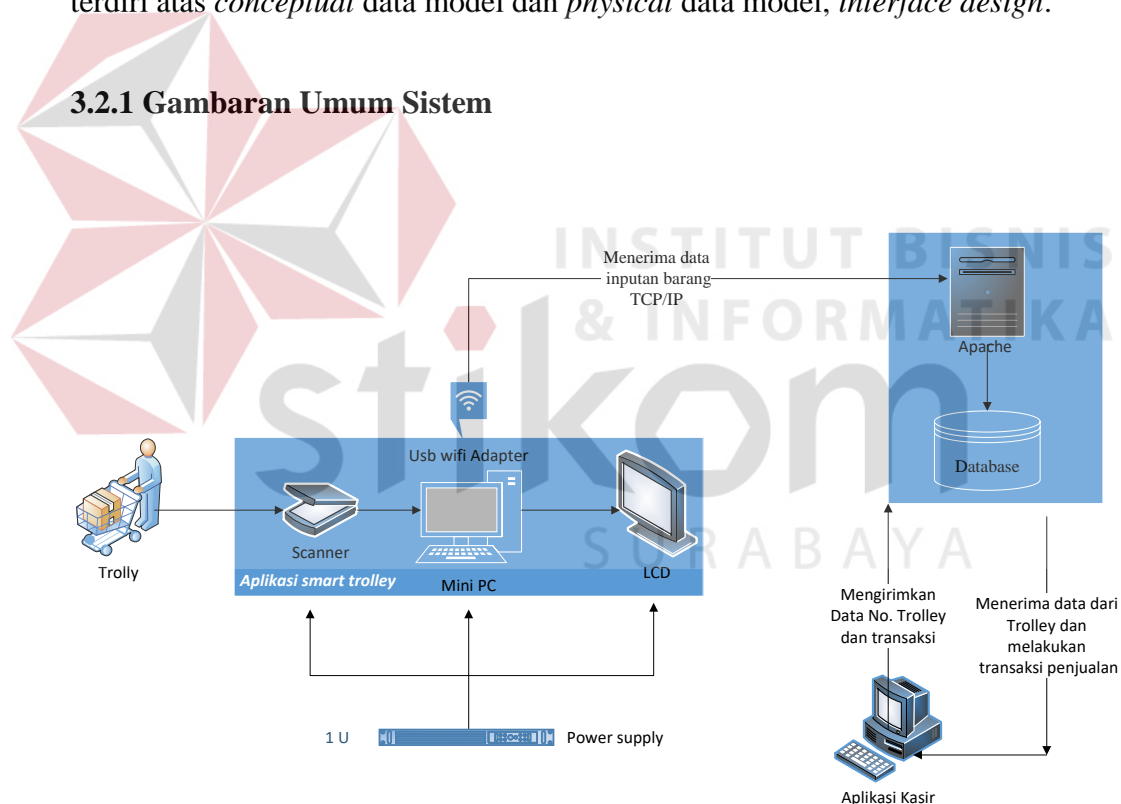 terdiri atas conceptual data model dan physical data model, interface design.
3.2.1 Gambaran Umum Sistem
INSTITUT BISNIS
& INFORMATIKA
stikom
SURABAYA
Menerima data
inputan barang
TCP/IP
Apache
Database
Usb wifi Adapter
Scanner
Mini PC
LCD
Aplikasi smart trolley
Trolly
Mengirimkan
Data No. Trolley
dan transaksi
Menerima data dari
Trolley dan
melakukan
transaksi penjualan
1 U
Power supply
Aplikasi Kasir